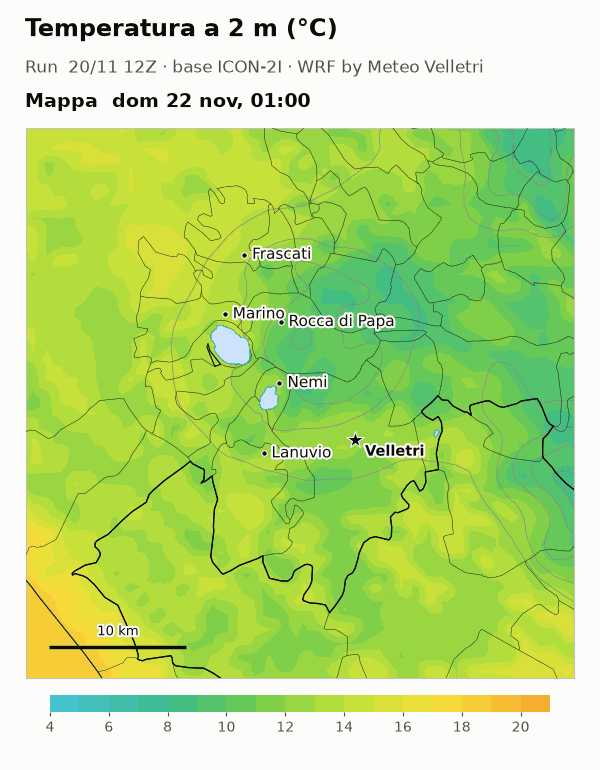 Temperatura a 2 m (°C)
Run  20/11 12Z · base ICON-2I · WRF by Meteo Velletri
Mappa  dom 22 nov, 01:00
Frascati
Marino
Rocca di Papa
Nemi
Velletri
Lanuvio
10 km
4 6 8 10 12 14 16 18 20